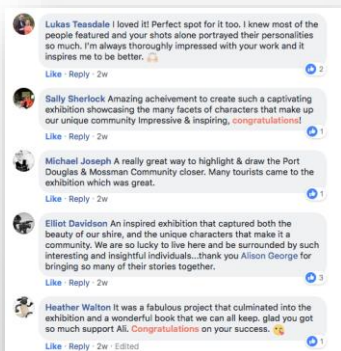 Lukas Teasdale I loved it! Perfect spot for it too. I knew most of the
people featured and your shots alone portrayed their personalities
so much. I'm always thoroughly impressed with your work and it
inspires me to be better.
2
Like · Reply · 2w
Sally Sherlock Amazing acheivement to create such a captivating
exhibition showcasing the many facets of characters that make up
our unique community Impressive & inspiring, congratulations!
1
Like · Reply · 2w
Michael Joseph A really great way to highlight & draw the Port
Douglas & Mossman Community closer. Many tourists came to the
exhibition which was great.
1
Like · Reply · 2w
Elliot Davidson An inspired exhibition that captured both the
beauty of our shire, and the unique characters that make it a
community. We are so lucky to live here and be surrounded by such
interesting and insightful individuals...thank you Alison George for
bringing so many of their stories together.
3
Like · Reply · 2w
Heather Walton It was a fabulous project that culminated into the
exhibition and a wonderful book that we can all keep. glad you got
so much support Ali. Congratulations on your success. 😘
1
Like · Reply · 2w · Edited